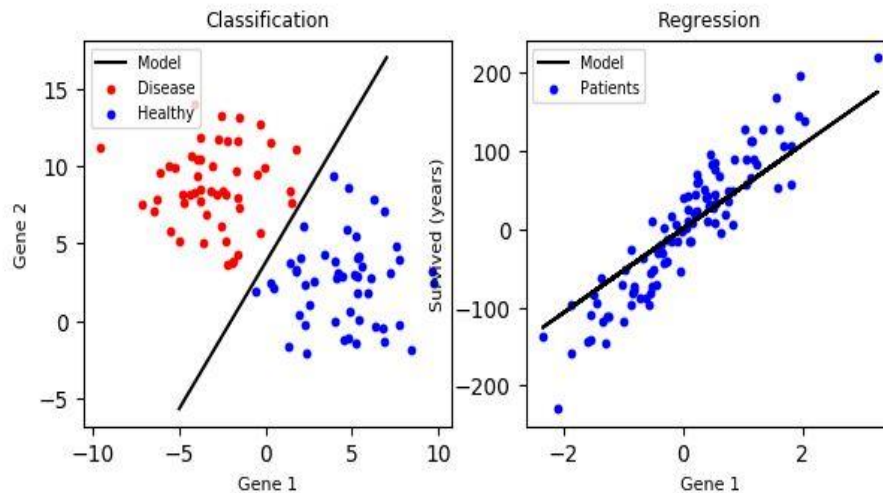 Classification
Model
Disease
Healthy
15
10
5
0
−5
Gene 2
−10
−5
0
5
10
Gene 1
Regression
Model
Patients
200
100
0
−100
−200
Survived (years)
−2
0
2
Gene 1